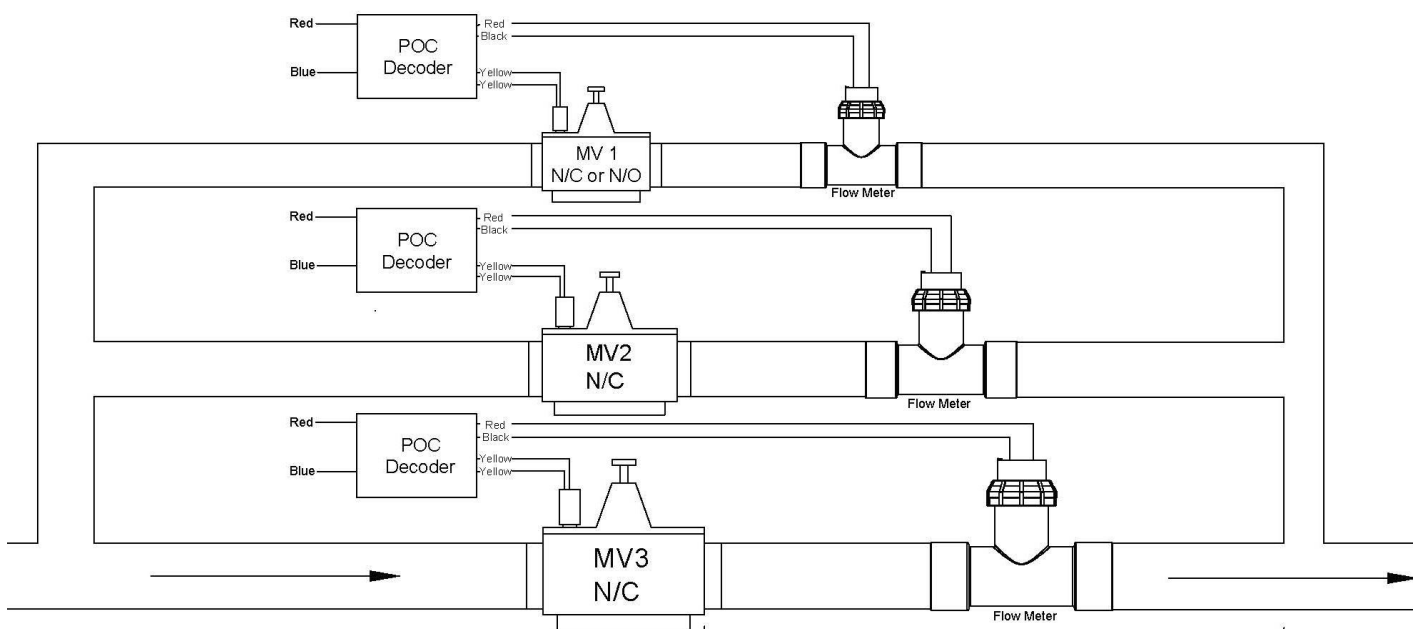 Red
Blue
POC
Decoder
Red
Black
Yellow
Yellow
MV 1
N/C or N/O
Flow Meter
Red
Blue
POC
Decoder
Red
Black
Yellow
Yellow
MV2
N/C
Flow Meter
Red
Blue
POC
Decoder
Red
Black
Yellow
Yellow
MV3
N/C
Flow Meter